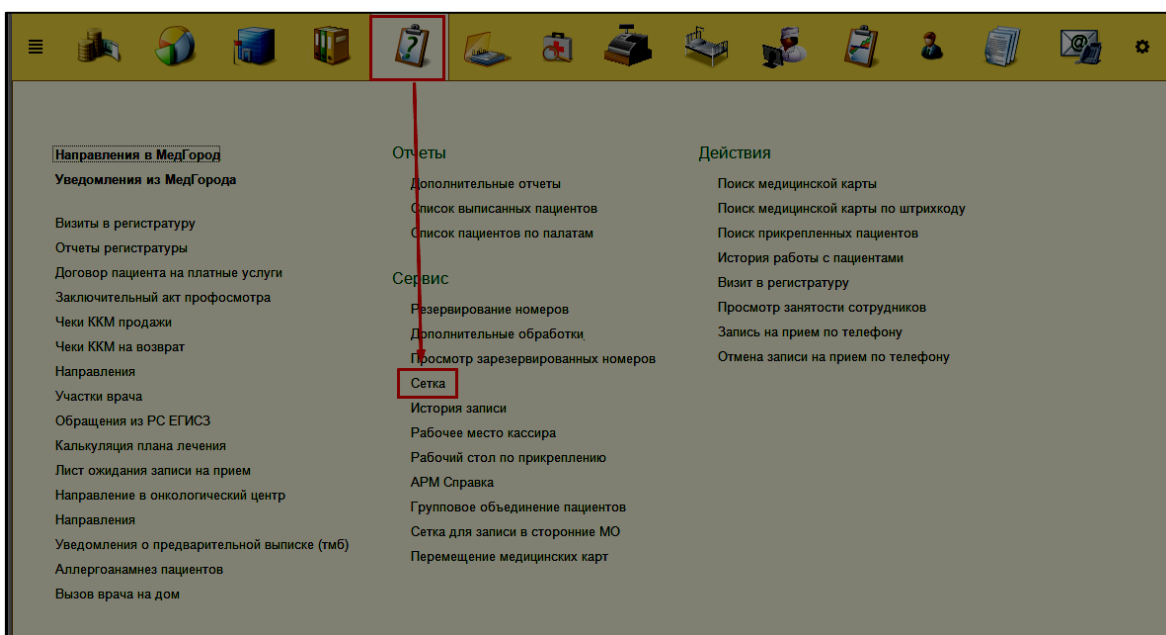 Направления в МедГород
Уведомления из МедГорода
Визиты в регистратуру
Отчеты регистратуры
Договор пациента на платные услуги
Заключительный акт профосмотра
Чеки ККМ продажи
Чеки ККМ на возврат
Направления
Участки врача
Обращения из РС ЕГИСЗ
Калькуляция плана лечения
Лист ожидания записи на прием
Направление в онкологический центр
Направления
Уведомления о предварительной выписке (тмб)
Аллергоанамнез пациентов
Вызов врача на дом
Отчеты
Дополнительные отчеты
Список выписанных пациентов
Список пациентов по палатам
Сервис
Резервирование номеров
Дополнительные обработки
Просмотр зарезервированных номеров
Сетка
История записи
Рабочее место кассира
Рабочий стол по прикреплению
АРМ Справка
Групповое объединение пациентов
Сетка для записи в сторонние МО
Перемещение медицинских карт
Действия
Поиск медицинской карты
Поиск медицинской карты по штрихкоду
Поиск прикрепленных пациентов
История работы с пациентами
Визит в регистратуру
Просмотр занятости сотрудников
Запись на прием по телефону
Отмена записи на прием по телефону